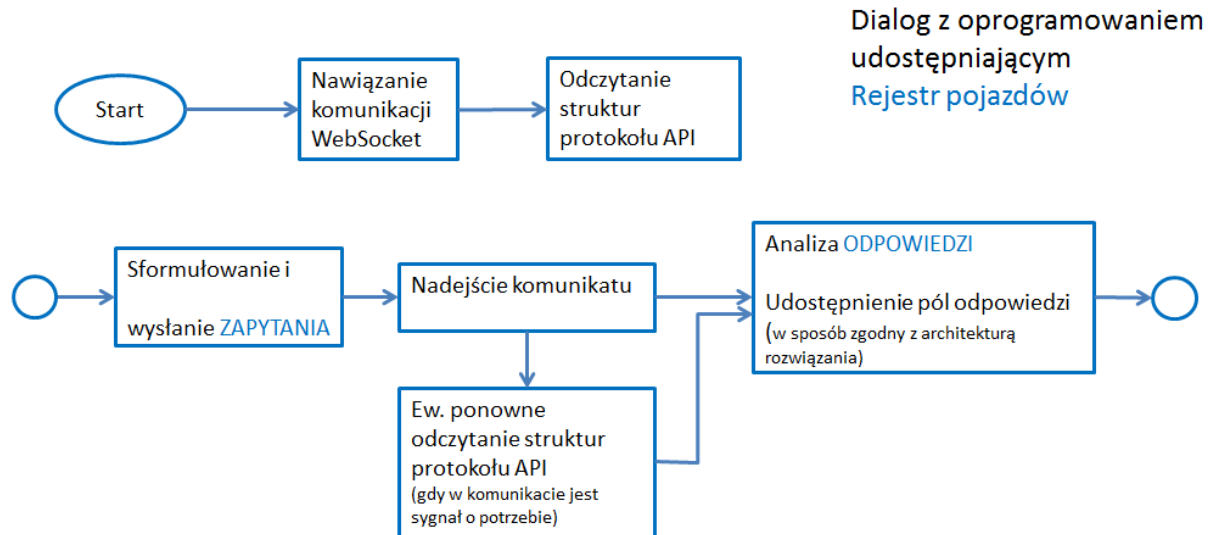 Dialog z oprogramowaniem
udostępniającym
Rejestr pojazdów
Start
Nawiązanie
komunikacji
WebSocket
Odczytanie
struktur
protokołu API
Sformułowanie i
wysłanie ZAPYTANIA
Nadejście komunikatu
Ew. ponowne
odczytanie struktur
protokołu API
(gdy w komunikacie jest
sygnał o potrzebie)
Analiza ODPOWIEDZI
Udostępnienie pól odpowiedzi
(w sposób zgodny z architekturą
rozwiązania)